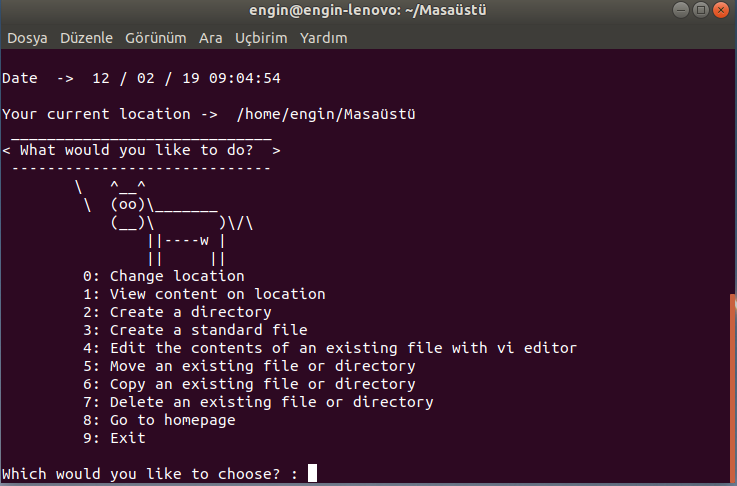 engin@engin-lenovo: ~/Masaüstü
Dosya Düzenle Görünüm Ara Uçbirim Yardım
Date  ->  12 / 02 / 19 09:04:54
Your current location ->  /home/engin/Masaüstü
 _____________________________
< What would you like to do?  >
 -----------------------------
        \   ^__^
         \  (oo)\_______
            (__)\       )\/\
                ||----w |
                ||     ||
0: Change location
1: View content on location
2: Create a directory
3: Create a standard file
4: Edit the contents of an existing file with vi editor
5: Move an existing file or directory
6: Copy an existing file or directory
7: Delete an existing file or directory
8: Go to homepage
9: Exit
Which would you like to choose? :